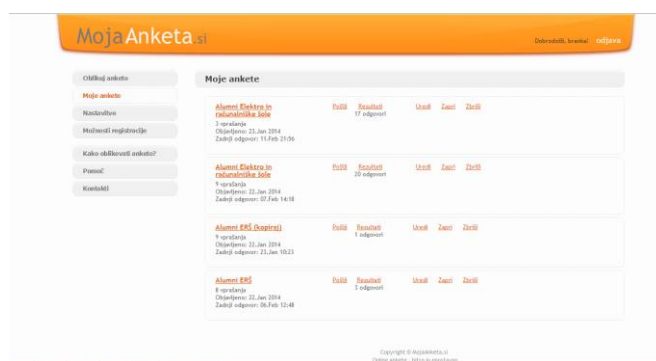 MojaAnketa.si
Dobrodošli, branka! odjava
Oblikuj anketo
Moje ankete
Nastavitve
Možnosti registracije
Kako oblikovati anketo?
Pomoč
Kontakti
Moje ankete
Alumni Elektro in računalniške šole
3 vprašanja
Objavljeno: 23.Jan 2014
Zadnji odgovor: 11.Feb 21:56
Pošlji Rezultati Uredi Zapri Zbriši
17 odgovori
Alumni Elektro in računalniške šole
9 vprašanja
Objavljeno: 22.Jan 2014
Zadnji odgovor: 07.Feb 14:18
Pošlji Rezultati Uredi Zapri Zbriši
20 odgovori
Alumni ERŠ (kopiraj)
9 vprašanja
Objavljeno: 22.Jan 2014
Zadnji odgovor: 23.Jan 10:23
Pošlji Rezultati Uredi Zapri Zbriši
1 odgovori
Alumni ERŠ
8 vprašanja
Objavljeno: 22.Jan 2014
Zadnji odgovor: 06.Feb 12:48
Pošlji Rezultati Uredi Zapri Zbriši
3 odgovori
Copyright © MojaAnketa.si